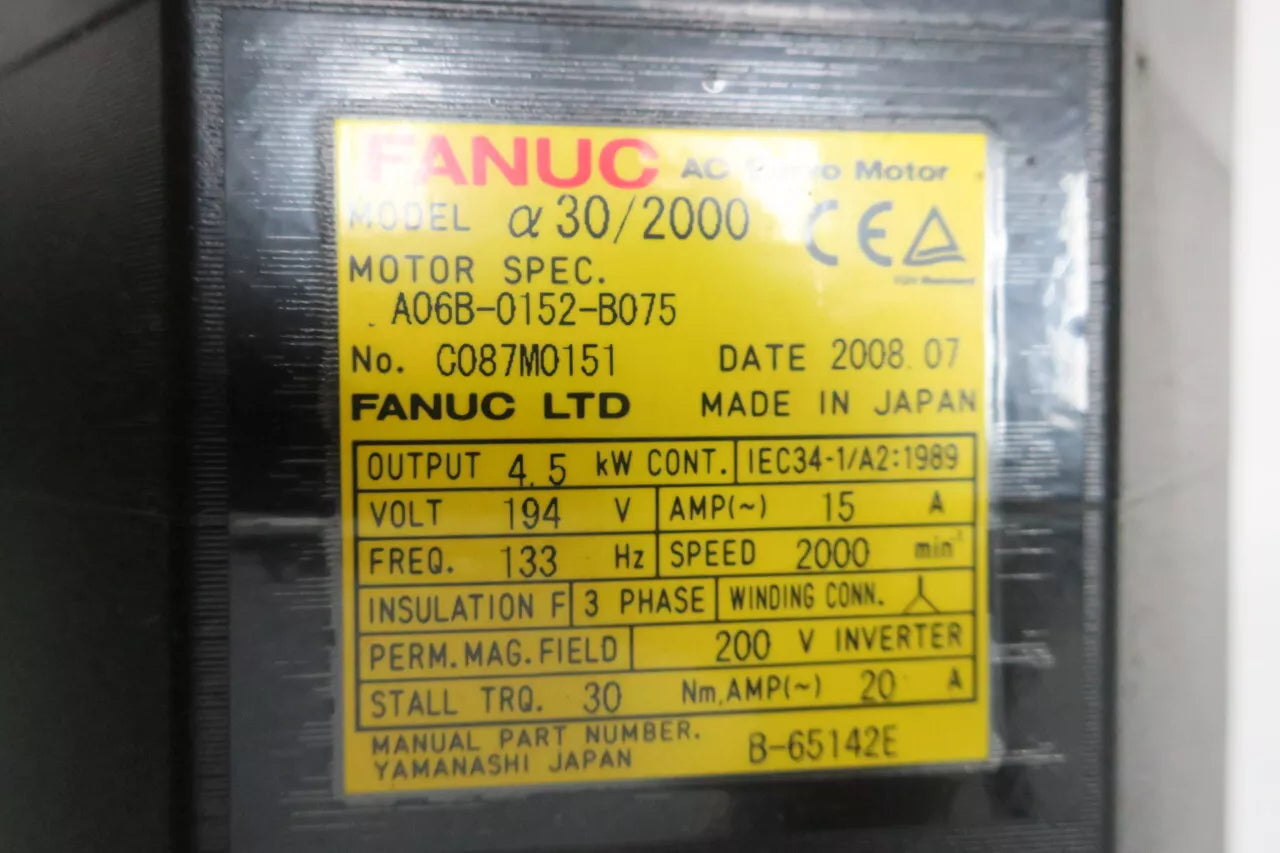 FANUC AC Servo Motor
MODEL α30/2000 CE
MOTOR SPEC.
A06B-0152-B075
No. C087M0151 DATE 2008.07
FANUC LTD MADE IN JAPAN
OUTPUT 4.5 kW CONT. IEC34-1/A2:1989
VOLT 194 V AMP(~) 15 A
FREQ. 133 Hz SPEED 2000 min⁻¹
INSULATION F 3 PHASE WINDING CONN.
PERM.MAG.FIELD 200 V INVERTER
STALL TRQ. 30 Nm,AMP(~) 20 A
MANUAL PART NUMBER. B-65142E
YAMANASHI JAPAN